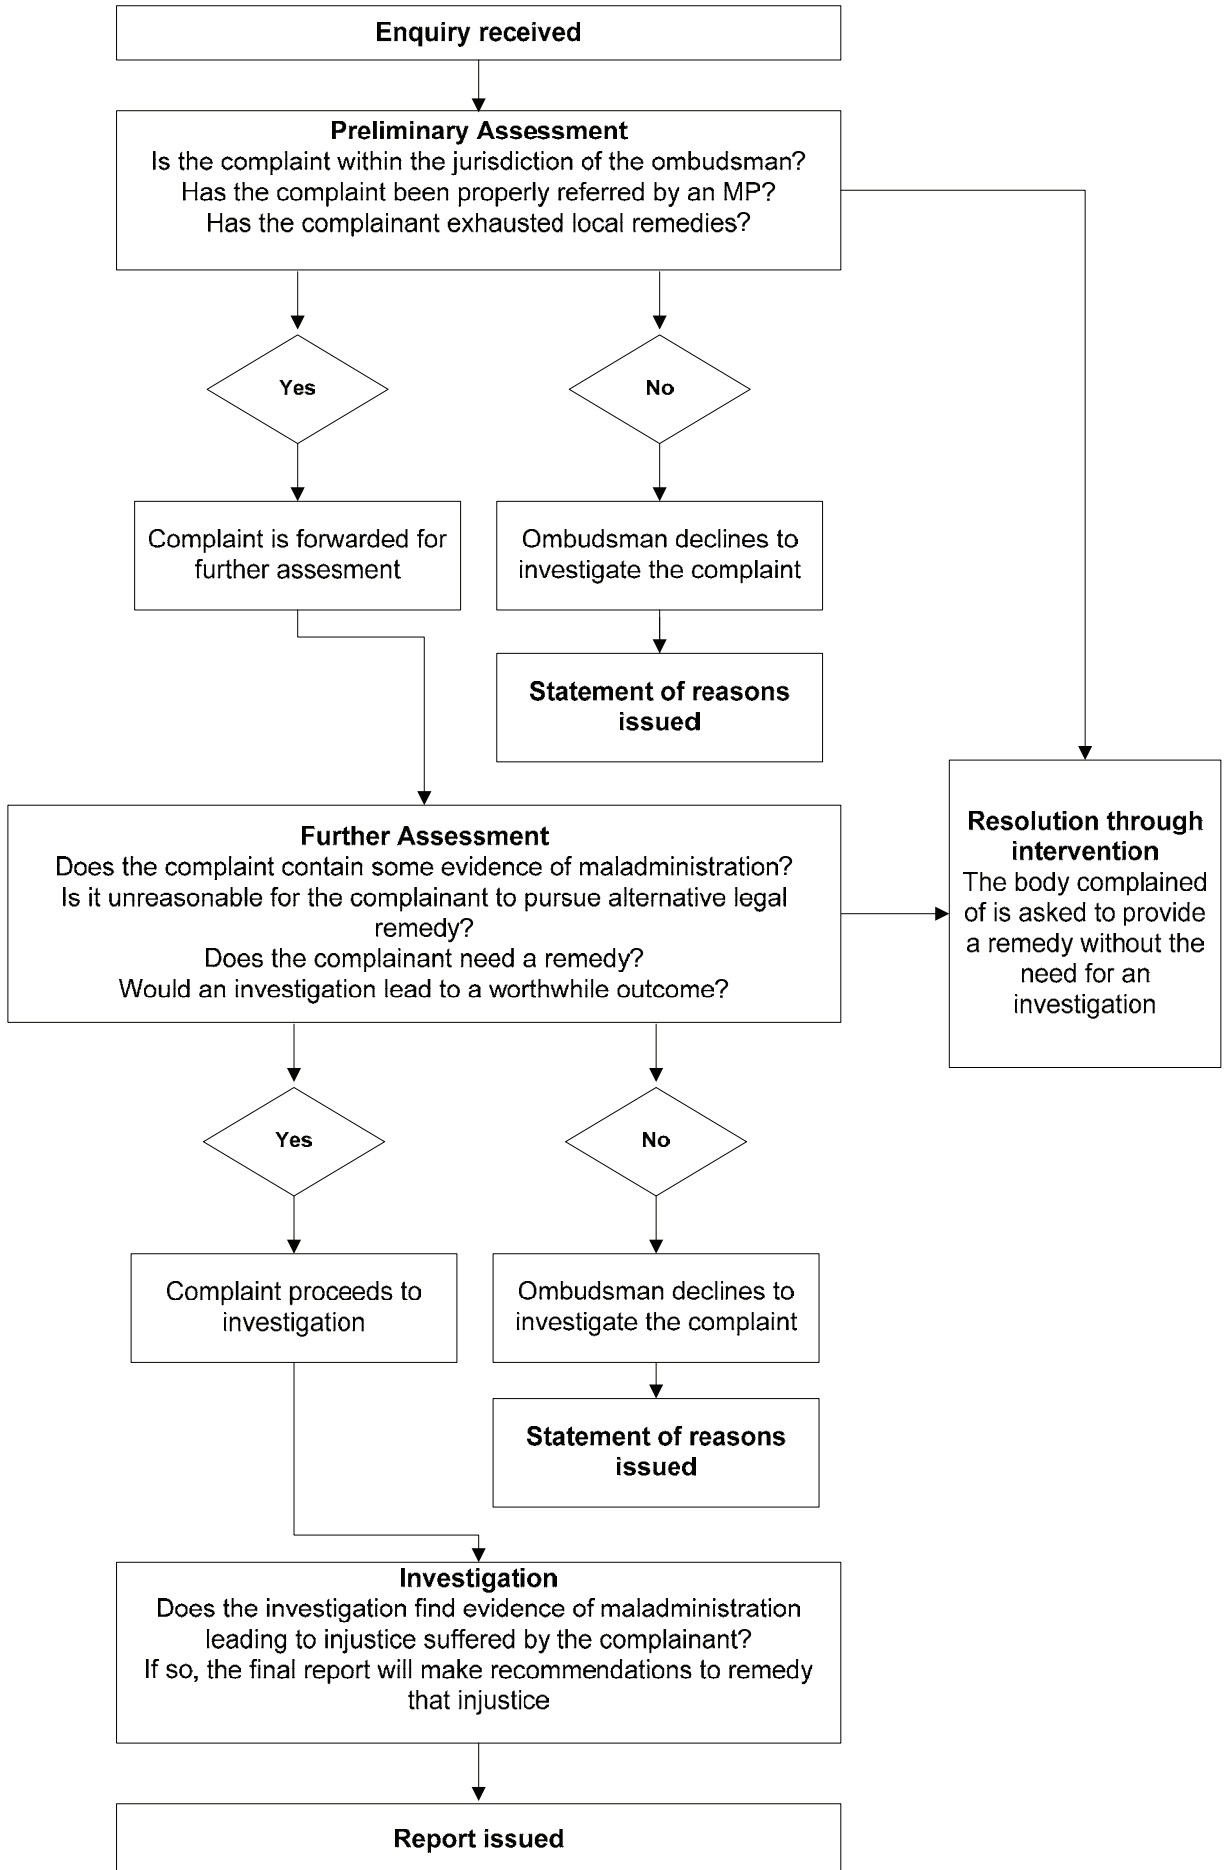 Enquiry received
Preliminary Assessment
Is the complaint within the jurisdiction of the ombudsman?
Has the complaint been properly referred by an MP?
Has the complainant exhausted local remedies?
Yes
No
Complaint is forwarded for
further assesment
Ombudsman declines to
investigate the complaint
Statement of reasons
issued
Further Assessment
Does the complaint contain some evidence of maladministration?
Is it unreasonable for the complainant to pursue alternative legal
remedy?
Does the complainant need a remedy?
Would an investigation lead to a worthwhile outcome?
Resolution through
intervention
The body complained
of is asked to provide
a remedy without the
need for an
investigation
Yes
No
Complaint proceeds to
investigation
Ombudsman declines to
investigate the complaint
Statement of reasons
issued
Investigation
Does the investigation find evidence of maladministration
leading to injustice suffered by the complainant?
If so, the final report will make recommendations to remedy
that injustice
Report issued